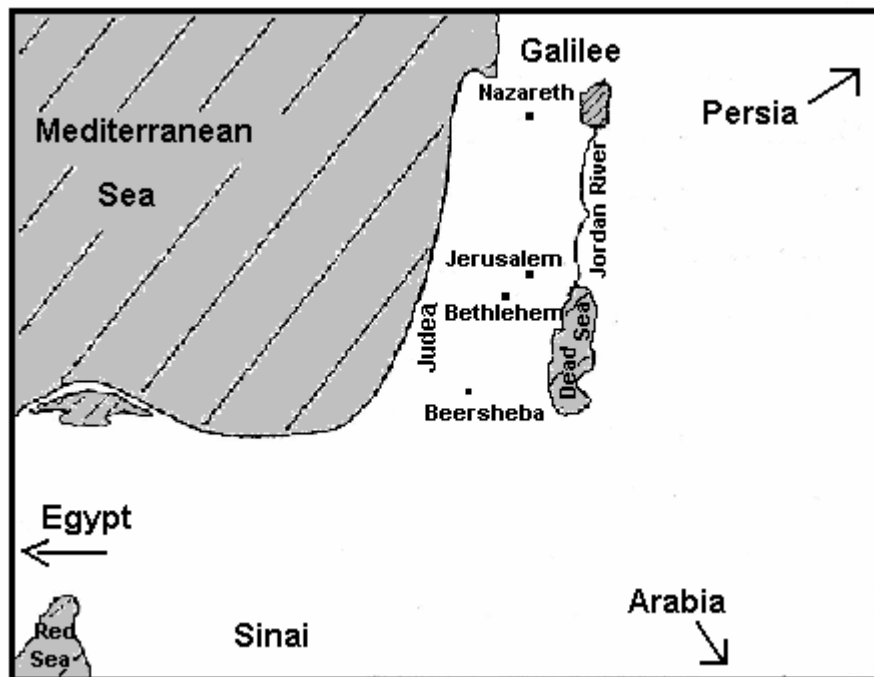 Galilee
Nazareth
Persia
Mediterranean
Sea
Jordan River
Jerusalem
Bethlehem
Judea
Dead Sea
Beersheba
Egypt
Arabia
Red
Sea
Sinai